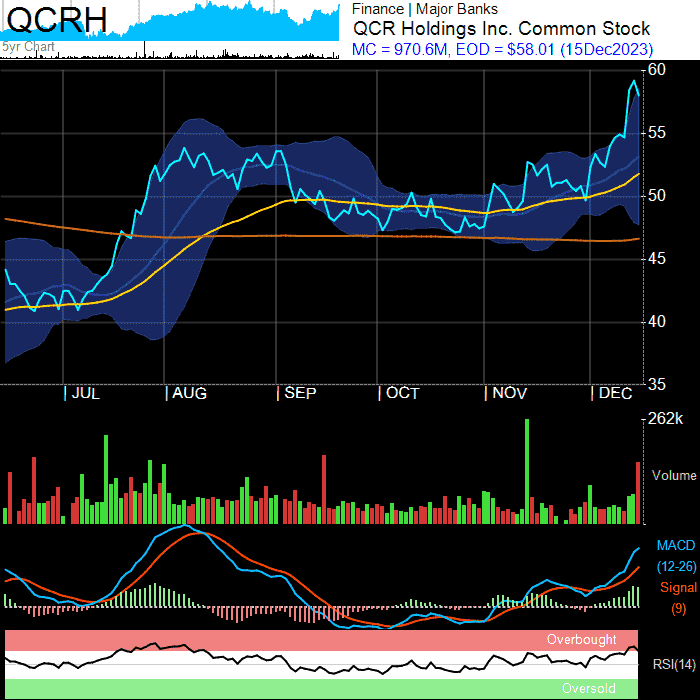 QCRH
5yr Chart
Finance | Major Banks
QCR Holdings Inc. Common Stock
MC = 970.6M, EOD = $58.01 (15Dec2023)
60
55
50
45
40
35
| JUL | AUG | SEP | OCT | NOV | DEC
262k
Volume
MACD
(12-26)
Signal
(9)
Overbought
RSI(14)
Oversold